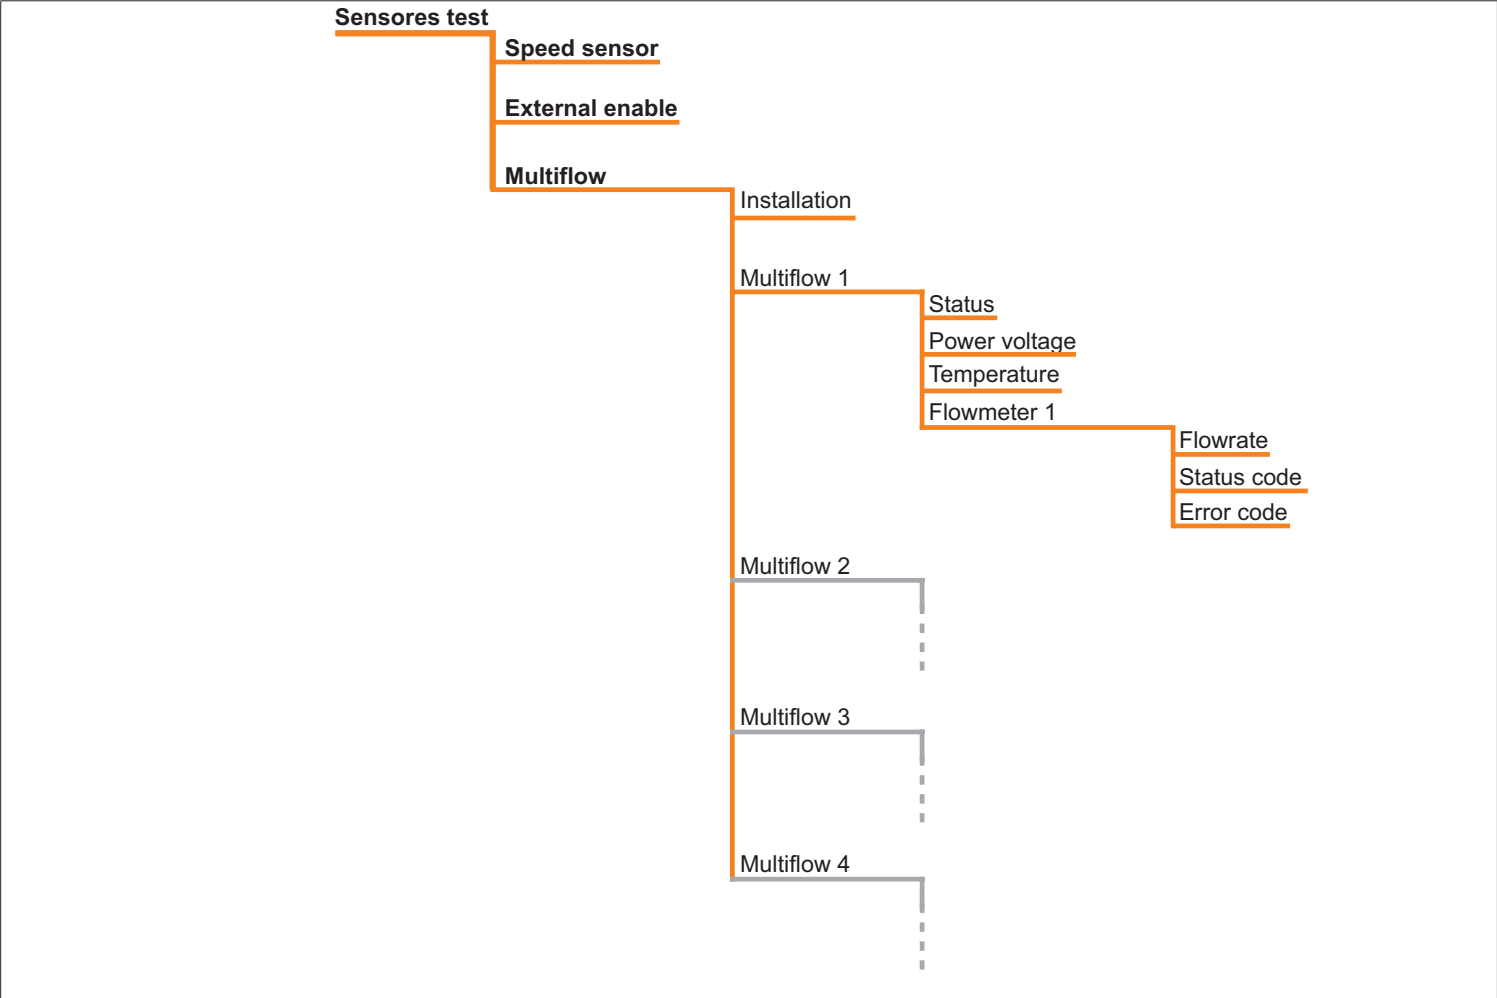 Sensores test
Speed sensor
External enable
Multiflow
Installation
Multiflow 1
Status
Power voltage
Temperature
Flowmeter 1
Flowrate
Status code
Error code
Multiflow 2
Multiflow 3
Multiflow 4